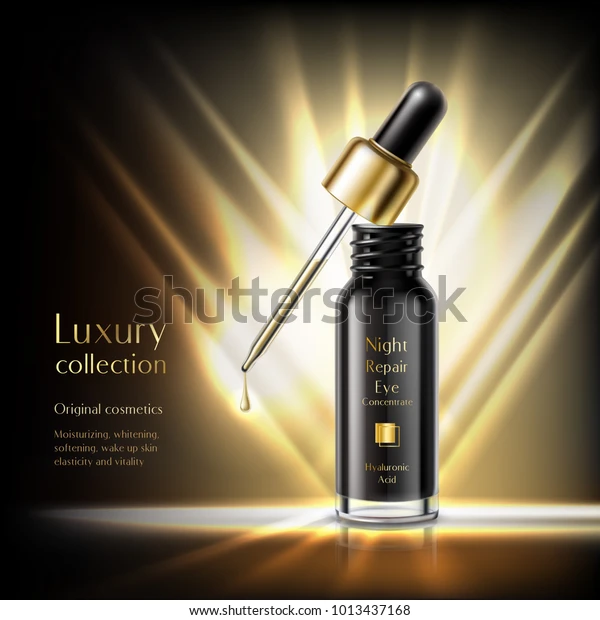 Luxury
collection
Original cosmetics
Moisturizing, whitening,
softening, wake up skin
elasticity and vitality
Night
Repair
Eye
Concentrate
Hyaluronic
Acid
shutterstock
shutterstock.com · 1013437168